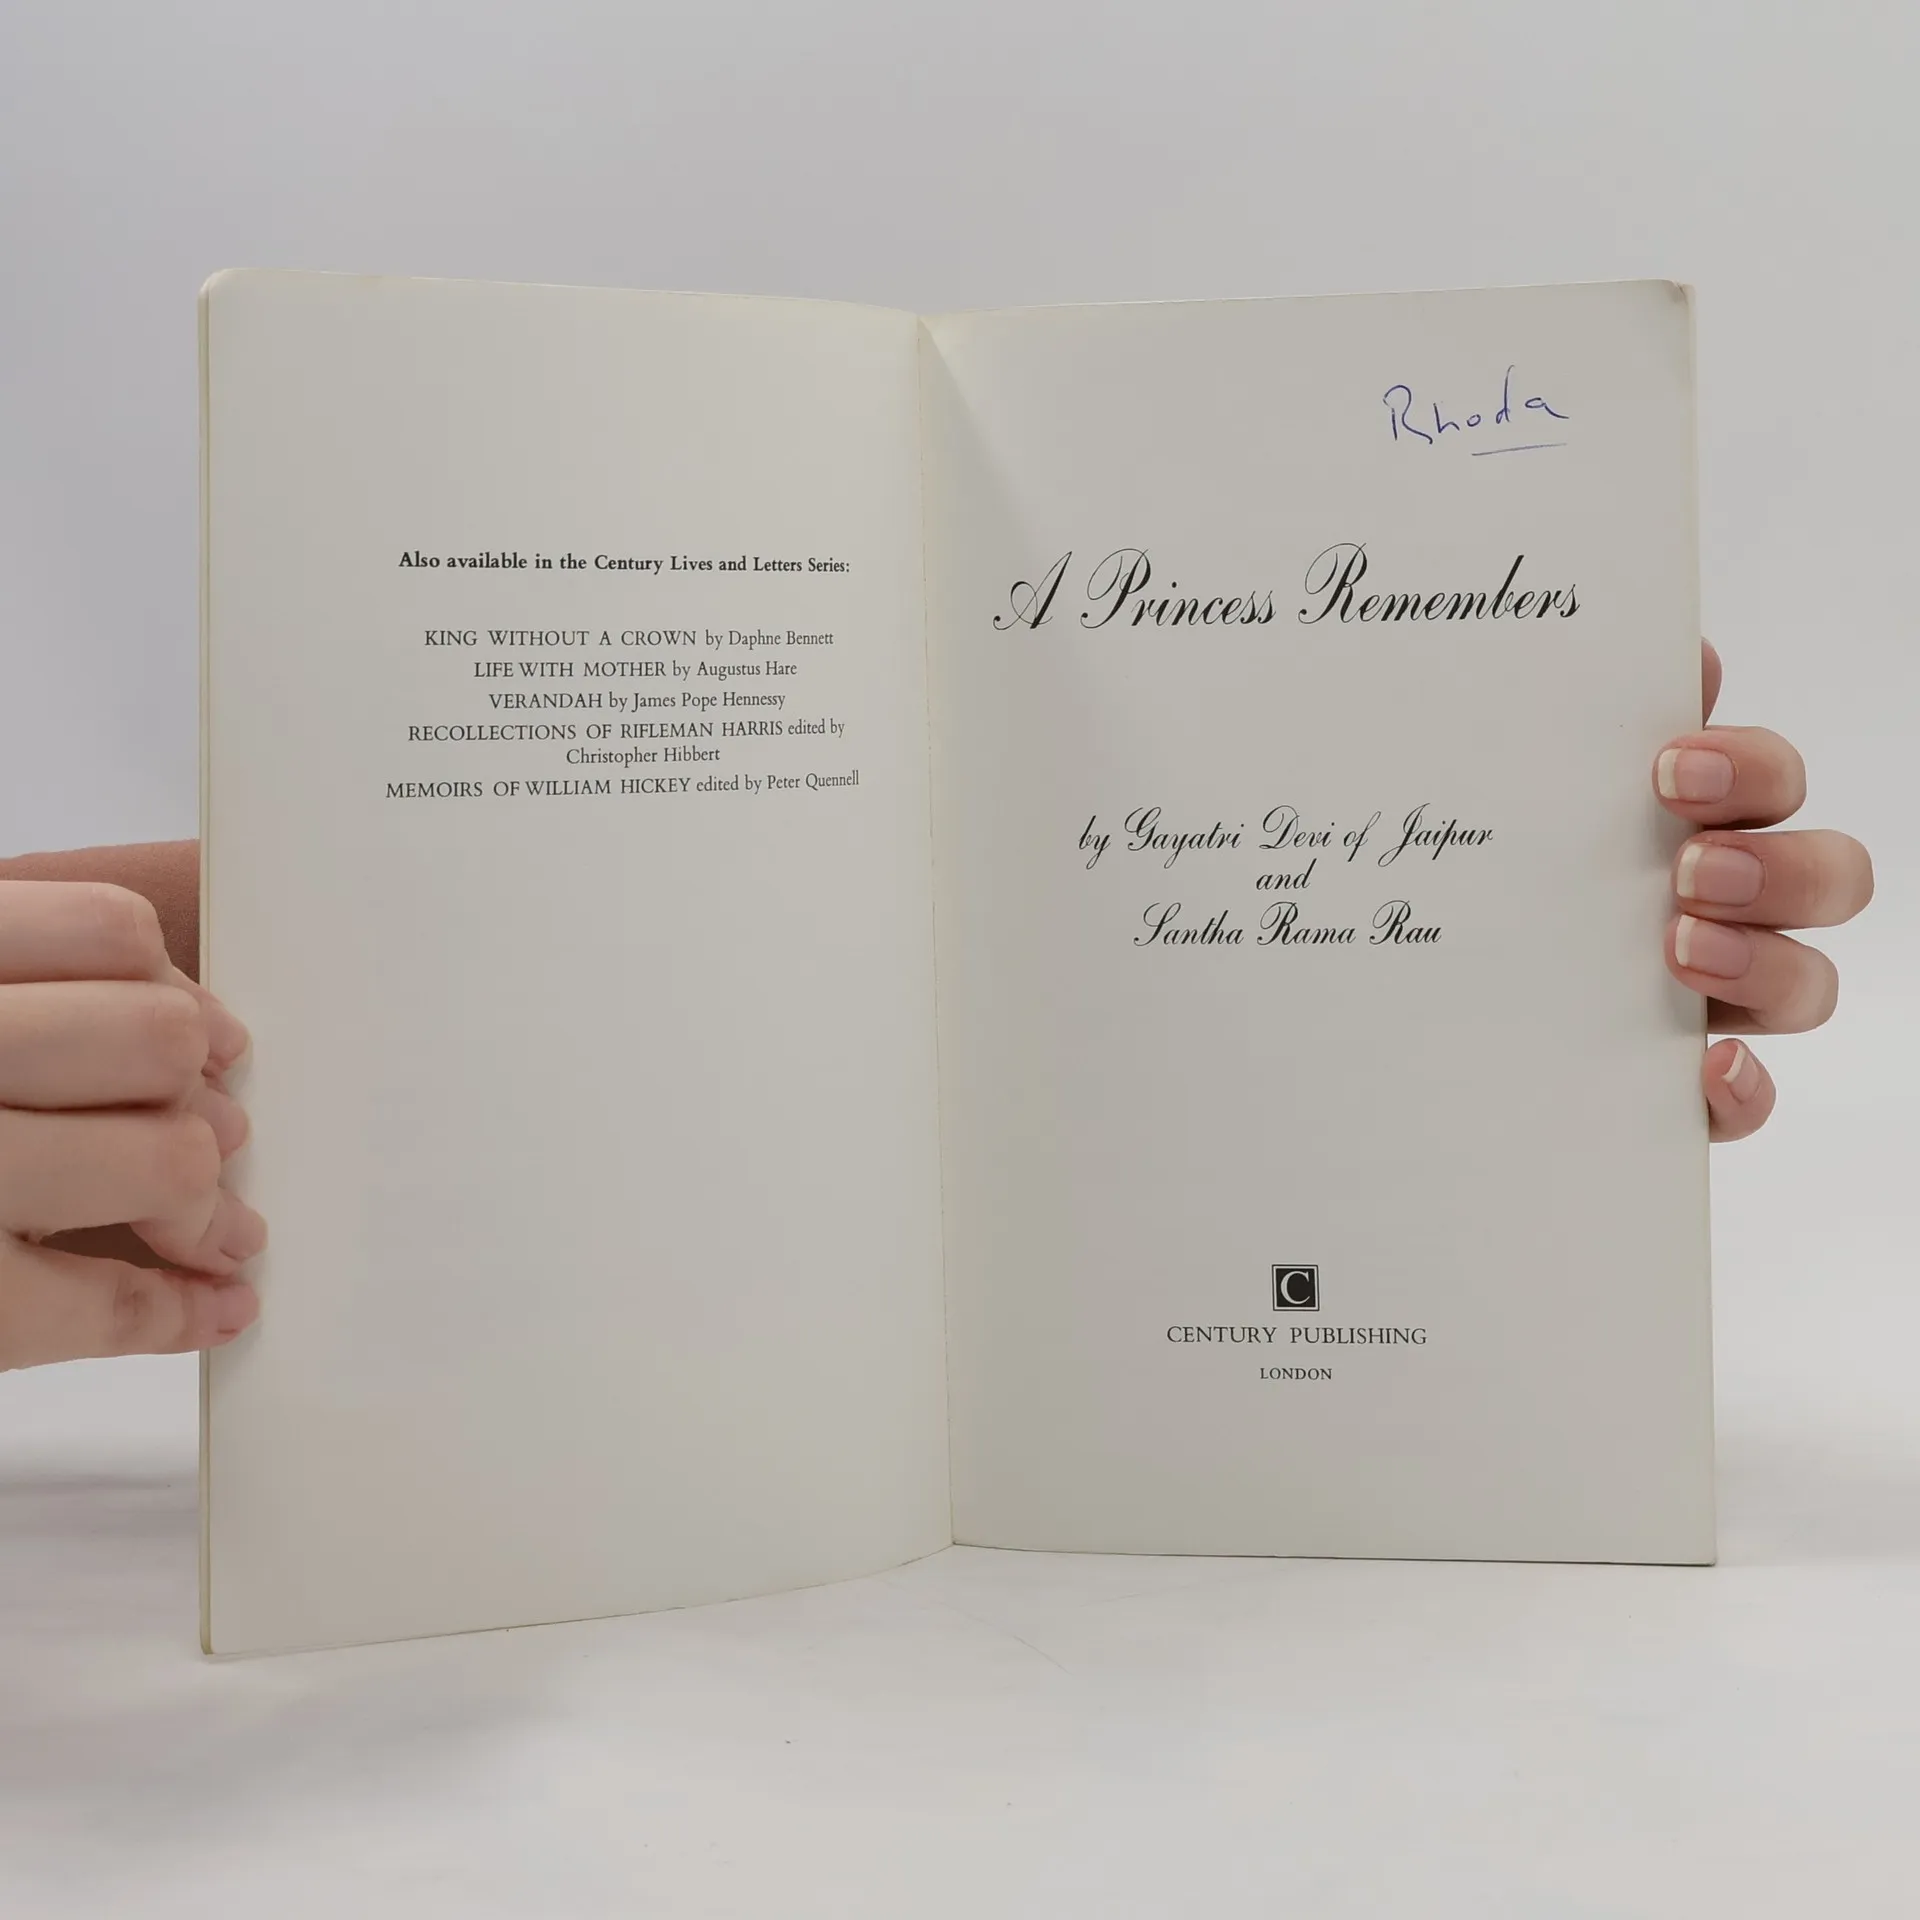 Also available in the Century Lives and Letters Series:
KING WITHOUT A CROWN by Daphne Bennett
LIFE WITH MOTHER by Augustus Hare
VERANDAH by James Pope Hennessy
RECOLLECTIONS OF RIFLEMAN HARRIS edited by
Christopher Hibbert
MEMOIRS OF WILLIAM HICKEY edited by Peter Quennell
Rhoda
A Princess Remembers
by Gayatri Devi of Jaipur
and
Santha Rama Rau
C
CENTURY PUBLISHING
LONDON